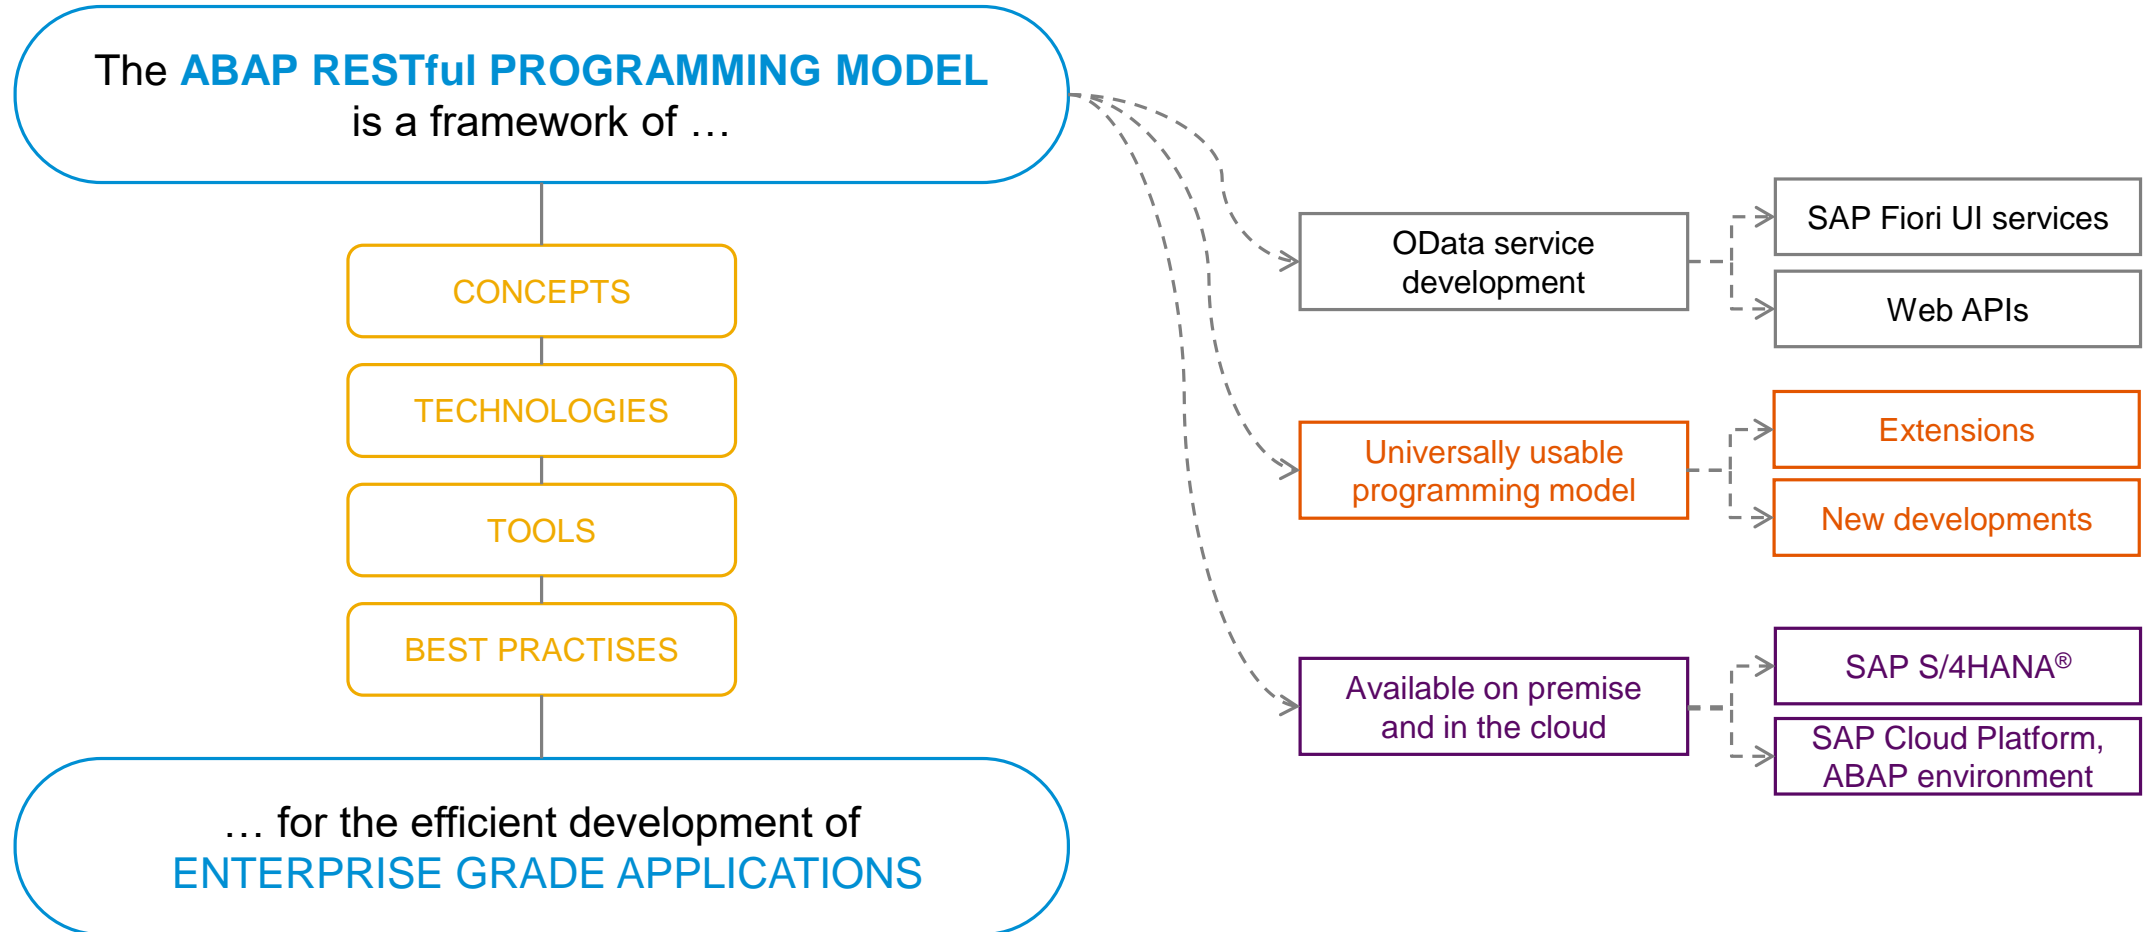 The ABAP RESTful PROGRAMMING MODEL
is a framework of …
CONCEPTS
TECHNOLOGIES
TOOLS
BEST PRACTISES
… for the efficient development of
ENTERPRISE GRADE APPLICATIONS
OData service
development
SAP Fiori UI services
Web APIs
Universally usable
programming model
Extensions
New developments
Available on premise
and in the cloud
SAP S/4HANA®
SAP Cloud Platform,
ABAP environment